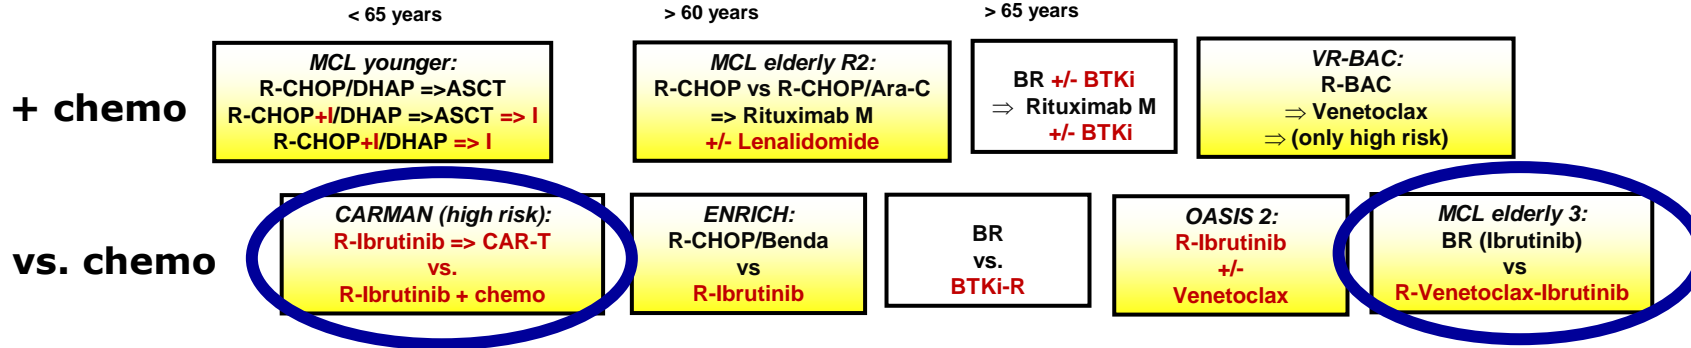 < 65 years
> 60 years
> 65 years
+ chemo
MCL younger:
R-CHOP/DHAP =>ASCT
R-CHOP+I/DHAP =>ASCT => I
R-CHOP+I/DHAP => I
MCL elderly R2:
R-CHOP vs R-CHOP/Ara-C
=> Rituximab M
+/- Lenalidomide
BR +/- BTKi
⇒ Rituximab M
+/- BTKi
VR-BAC:
R-BAC
⇒ Venetoclax
⇒ (only high risk)
vs. chemo
CARMAN (high risk):
R-Ibrutinib => CAR-T
vs.
R-Ibrutinib + chemo
ENRICH:
R-CHOP/Benda
vs
R-Ibrutinib
BR
vs.
BTKi-R
OASIS 2:
R-Ibrutinib
+/-
Venetoclax
MCL elderly 3:
BR (Ibrutinib)
vs
R-Venetoclax-Ibrutinib